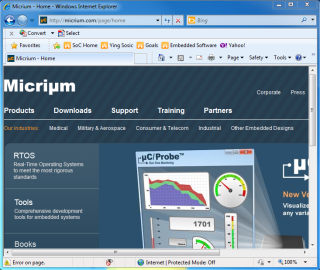 Micrium - Home - Windows Internet Explorer
http://micrium.com/page/home
Bing
x Convert Select
Favorites SoC Home Ying Sosic Goals Embedded Software Yahoo!
Micrium - Home
Page Safety Tools
Micriµm
Corporate Press
Products Downloads Support Training Partners
Our Industries: Medical Military & Aerospace Consumer & Telecom Industrial Other Embedded Designs
RTOS
Real-Time Operating Systems
to meet the most rigorous
standards
Tools
Comprehensive development
tools for embedded systems
Books
µC/Probe™
1701
µC
New Ve
Visualiz
any varia
Error on page.
Internet | Protected Mode: Off
100%